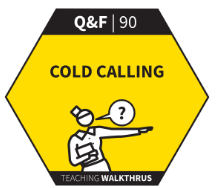 Q&F | 90
COLD CALLING
?
TEACHING WALKTHRUS